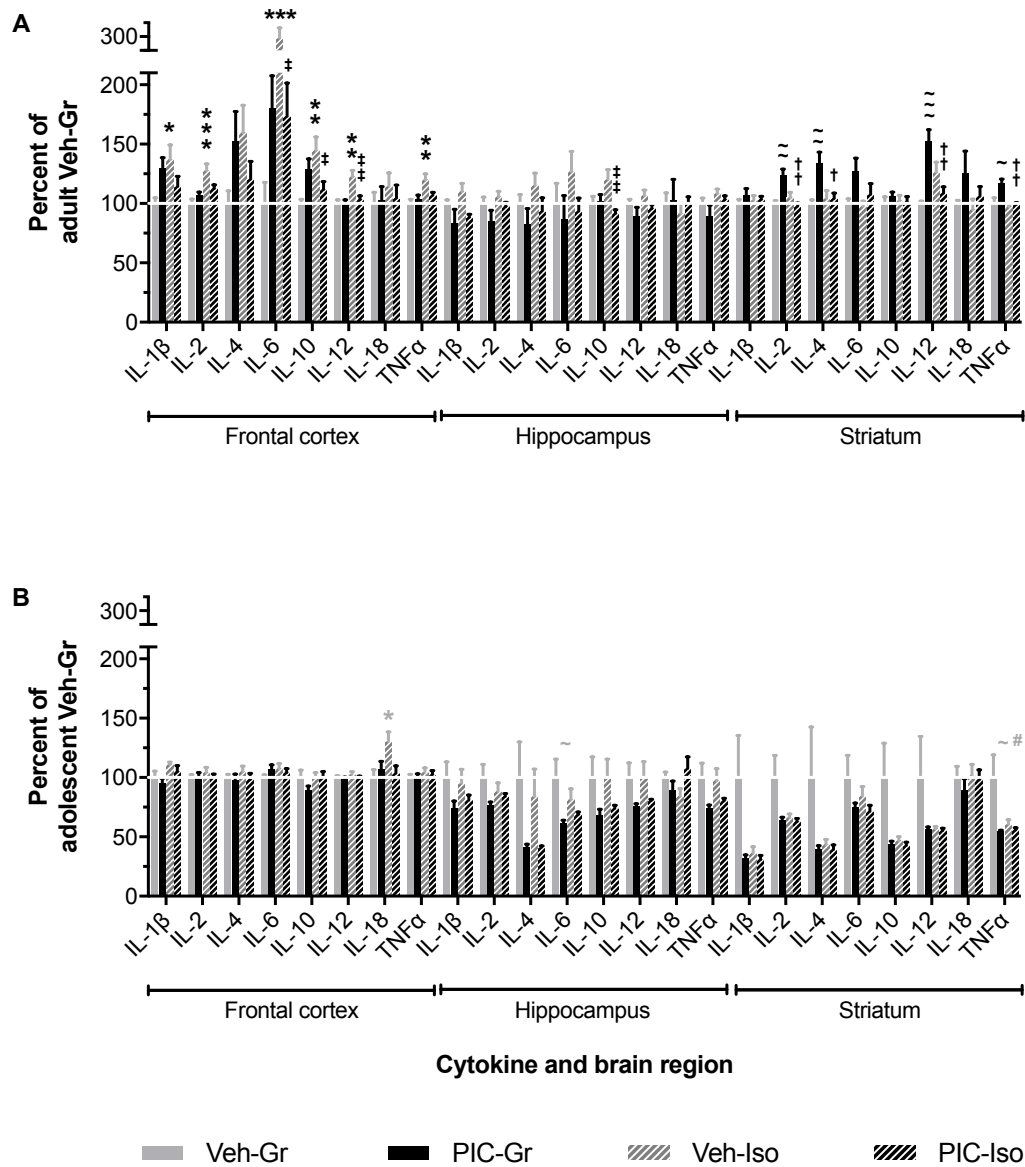 A
Percent of
adult Veh-Gr
300
200
150
100
50
0
*
***
***
‡
**
‡
**
‡‡
**
‡‡
~~
††
~~
†
~~~
††
~
††
IL-1β IL-2 IL-4 IL-6 IL-10 IL-12 IL-18 TNFα IL-1β IL-2 IL-4 IL-6 IL-10 IL-12 IL-18 TNFα IL-1β IL-2 IL-4 IL-6 IL-10 IL-12 IL-18 TNFα
Frontal cortex Hippocampus Striatum
B
Percent of
adolescent Veh-Gr
300
200
150
100
50
0
*
~
~ #
IL-1β IL-2 IL-4 IL-6 IL-10 IL-12 IL-18 TNFα IL-1β IL-2 IL-4 IL-6 IL-10 IL-12 IL-18 TNFα IL-1β IL-2 IL-4 IL-6 IL-10 IL-12 IL-18 TNFα
Frontal cortex Hippocampus Striatum
Cytokine and brain region
Veh-Gr PIC-Gr Veh-Iso PIC-Iso